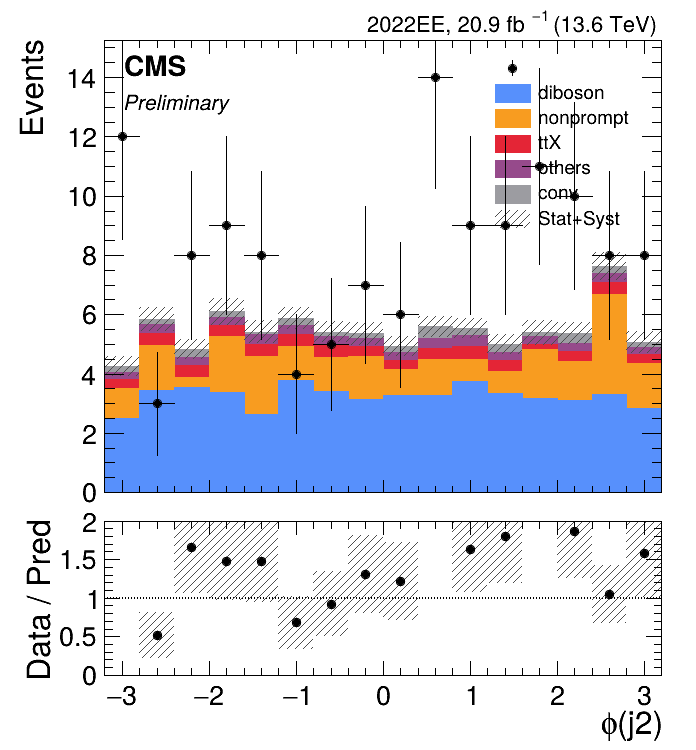 2022EE, 20.9 fb⁻¹ (13.6 TeV)
Events
CMS
Preliminary
diboson
nonprompt
ttX
others
conv
Stat+Syst
14
12
10
8
6
4
2
0
Data / Pred
2
1.5
1
0.5
0
−3 −2 −1 0 1 2 3
ϕ(j2)